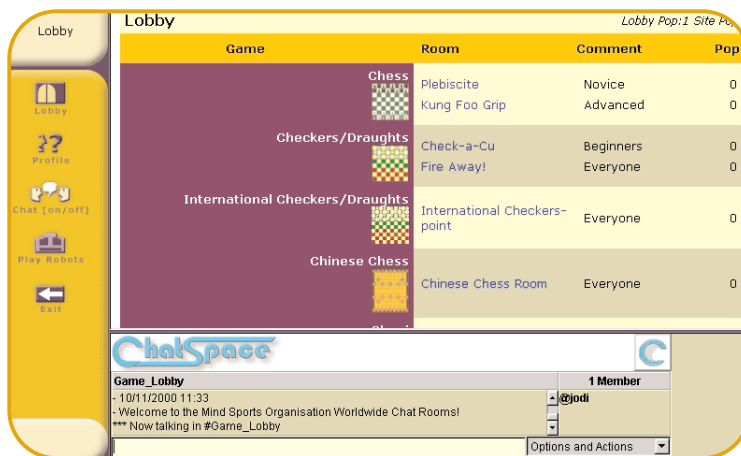 Lobby
Lobby
Profile
Chat [on/off]
Play Robots
Exit
Lobby
Lobby Pop:1 Site
Game Room Comment Pop
Chess
Plebiscite Novice 0
Kung Foo Grip Advanced 0
Checkers/Draughts
Check-a-Cu Beginners 0
Fire Away! Everyone 0
International Checkers/Draughts
International Checkers-
point Everyone 0
Chinese Chess
Chinese Chess Room Everyone 0
ChatSpace
Game_Lobby 1 Member
- 10/11/2000 11:33
- Welcome to the Mind Sports Organisation Worldwide Chat Rooms!
*** Now talking in #Game_Lobby
@jodi
Options and Actions